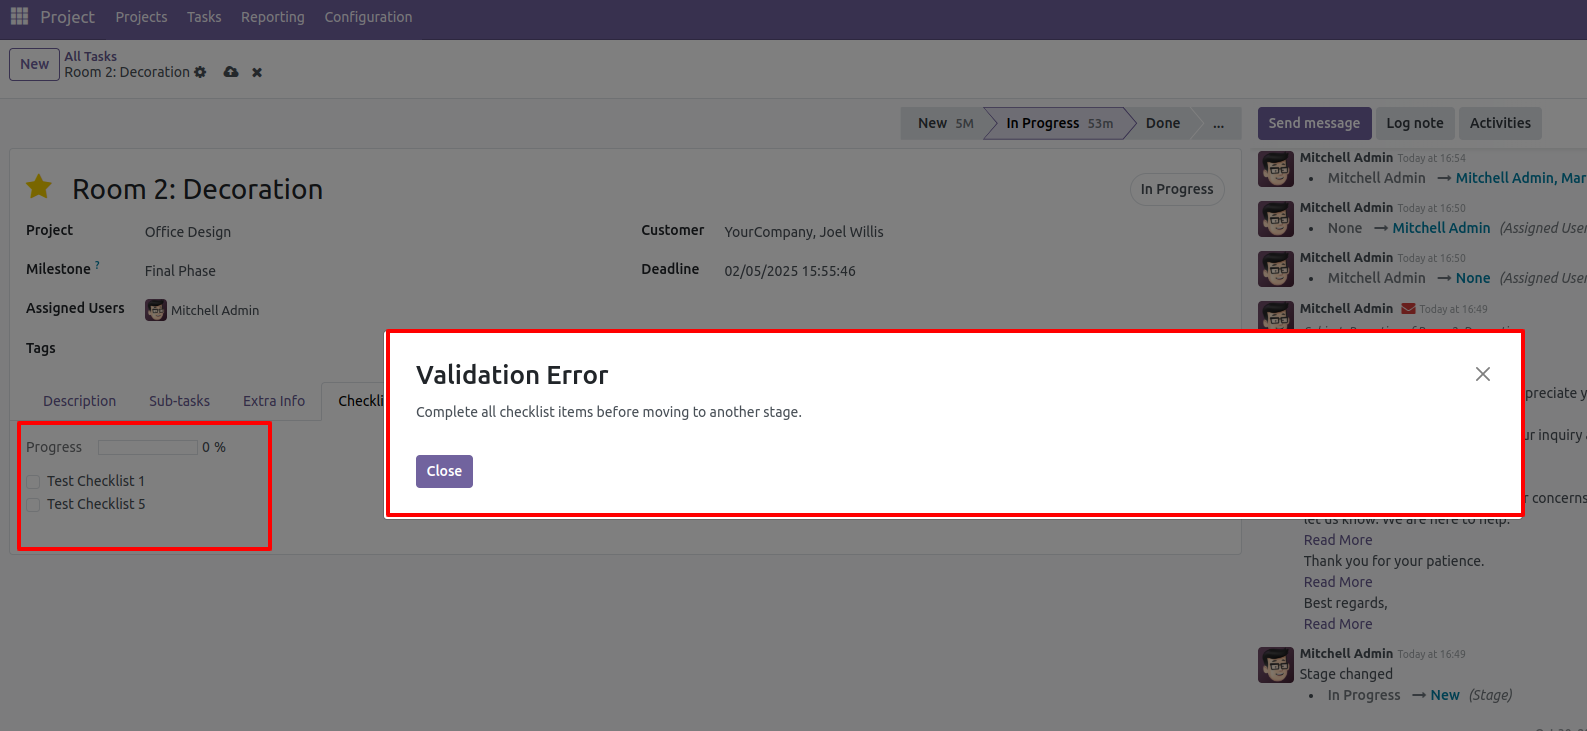 Project Projects Tasks Reporting Configuration
New
All Tasks
Room 2: Decoration
New 5M In Progress 53m Done ...
Send message Log note Activities
Room 2: Decoration
In Progress
Project Office Design
Customer YourCompany, Joel Willis
Milestone ? Final Phase
Deadline 02/05/2025 15:55:46
Assigned Users Mitchell Admin
Tags
Description Sub-tasks Extra Info
Progress 0 %
Test Checklist 1
Test Checklist 5
Validation Error
Complete all checklist items before moving to another stage.
Close
Mitchell Admin Today at 16:54
• Mitchell Admin → Mitchell Admin,
Mitchell Admin Today at 16:50
• None → Mitchell Admin (Assigned
Mitchell Admin Today at 16:50
• Mitchell Admin → None (Assigned
Mitchell Admin Today at 16:49
concerns
let us know. We are here to help.
Read More
Thank you for your patience.
Read More
Best regards,
Read More
Mitchell Admin Today at 16:49
Stage changed
• In Progress → New (Stage)